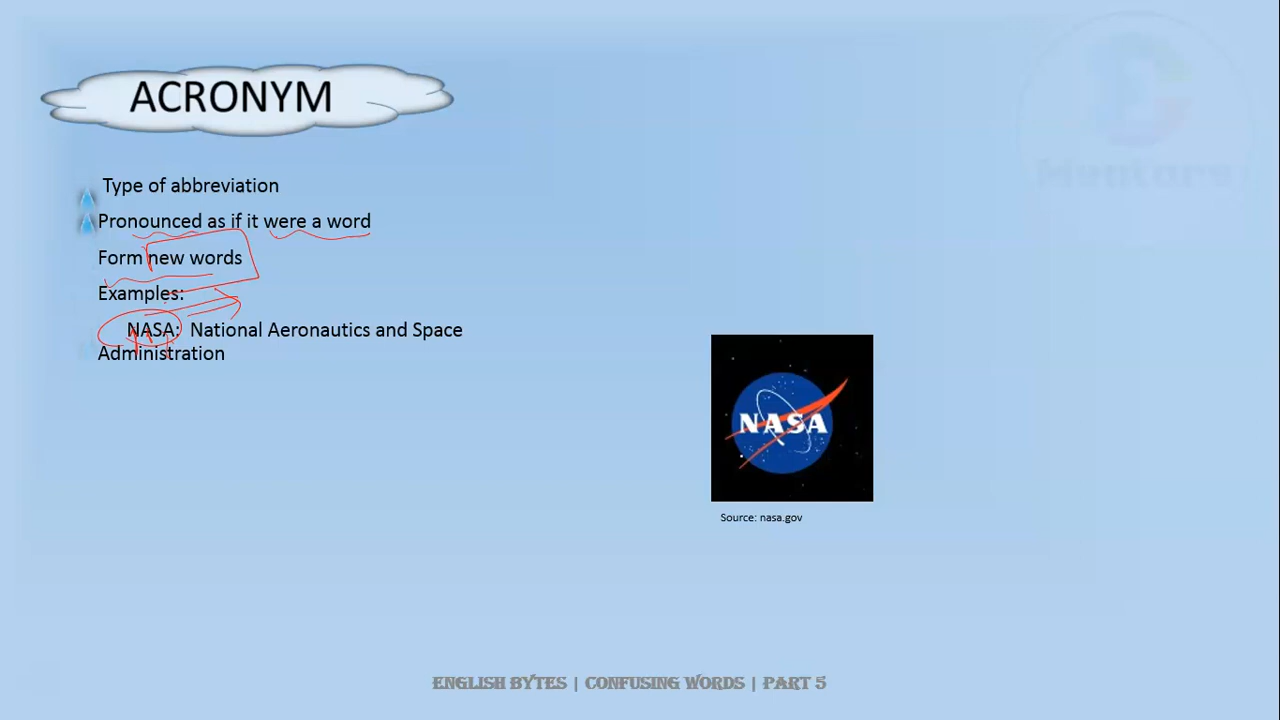 ACRONYM
Type of abbreviation
Pronounced as if it were a word
Form new words
Examples:
NASA: National Aeronautics and Space
Administration
NASA
Source: nasa.gov
ENGLISH BYTES | CONFUSING WORDS | PART 5